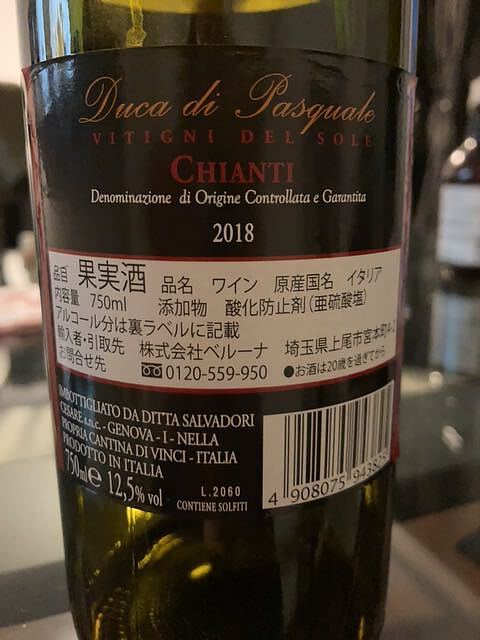 Duca di Pasquale
VITIGNI DEL SOLE
CHIANTI
Denominazione di Origine Controllata e Garantita
2018
品目 果実酒 品名 ワイン 原産国名 イタリア
内容量 750ml 添加物 酸化防止剤(亜硫酸塩)
アルコール分は裏ラベルに記載
輸入者・引取先 株式会社ベルーナ 埼玉県上尾市宮本町4-2
お問合せ先 0120-559-950 ●お酒は20歳を過ぎてから
IMBOTTIGLIATO DA DITTA SALVADORI
CESARE s.n.c. - GENOVA - I - NELLA
PROPRIA CANTINA DI VINCI - ITALIA
PRODOTTO IN ITALIA
750ml e 12,5% vol
L.2060
CONTIENE SOLFITI
4 908075 943825